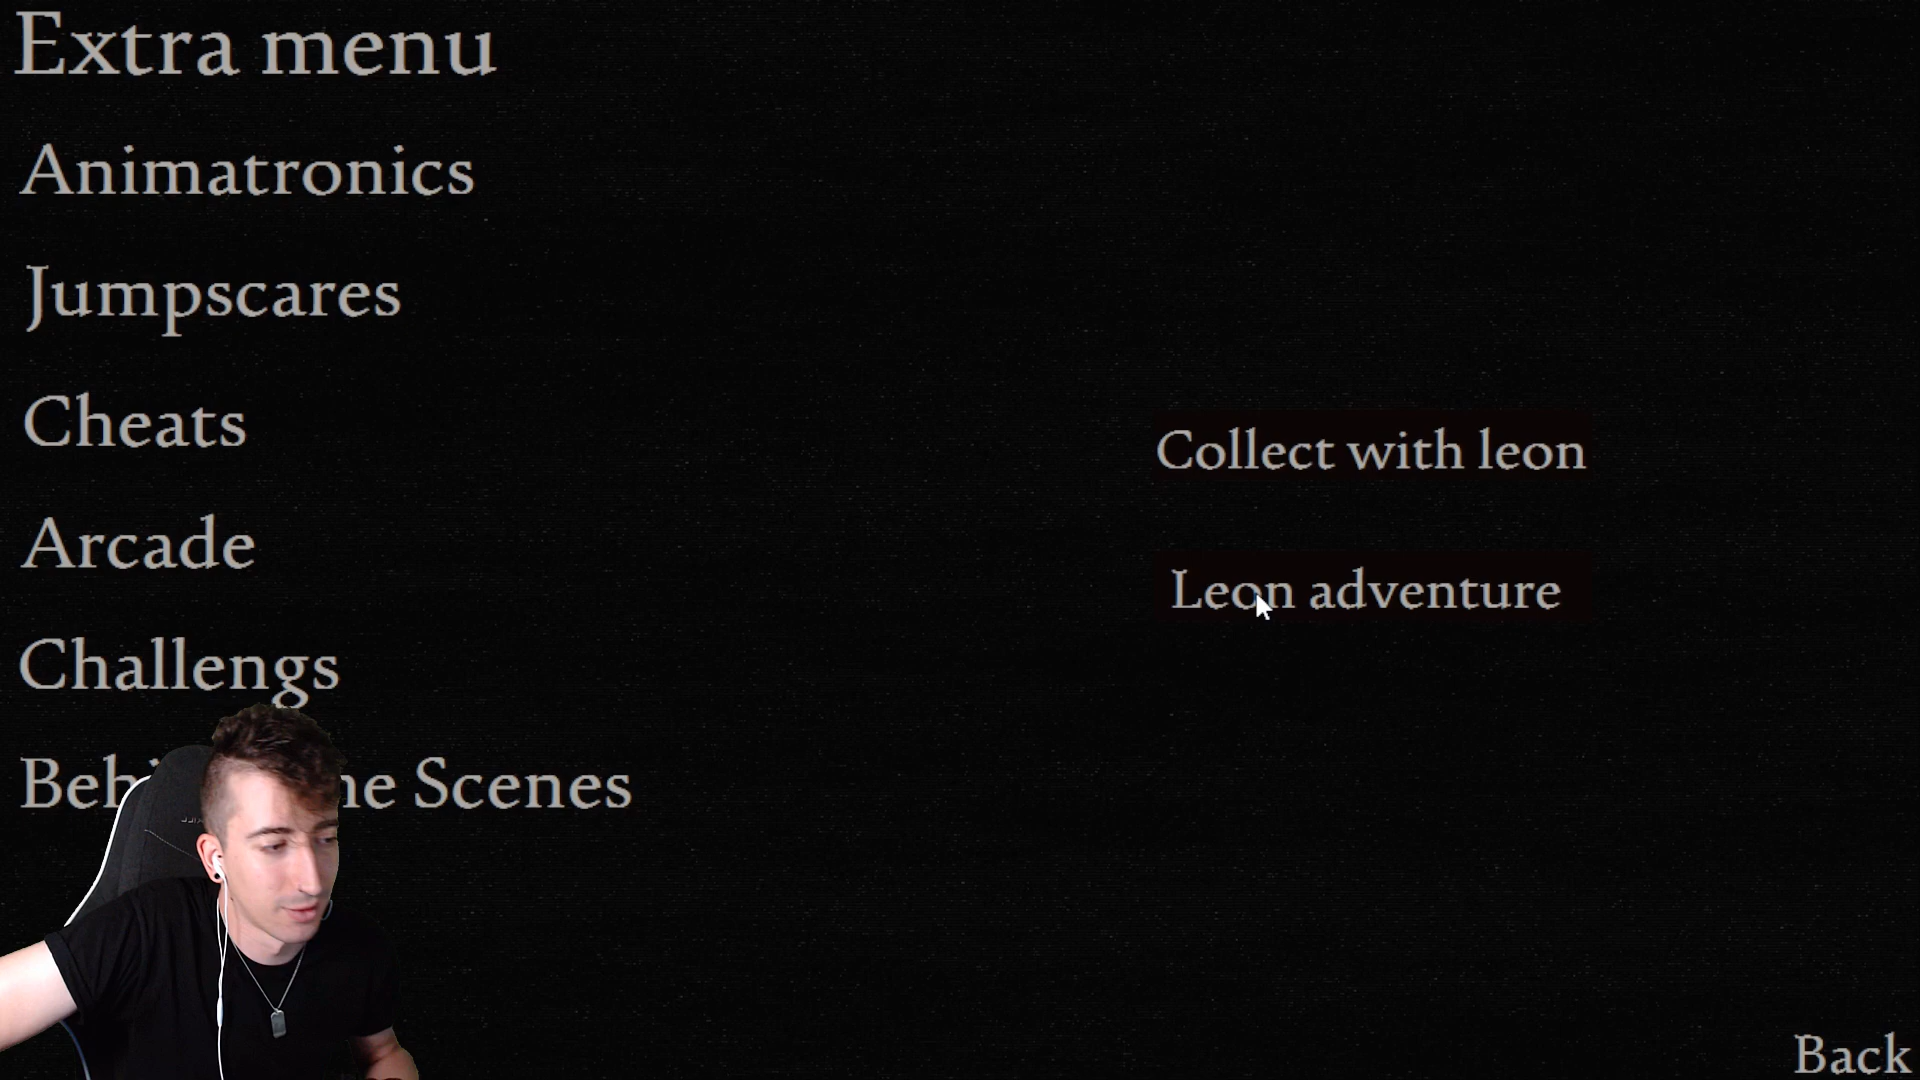 Extra menu
Animatronics
Jumpscares
Cheats
Collect with leon
Arcade
Leon adventure
Challengs
Scenes
Back